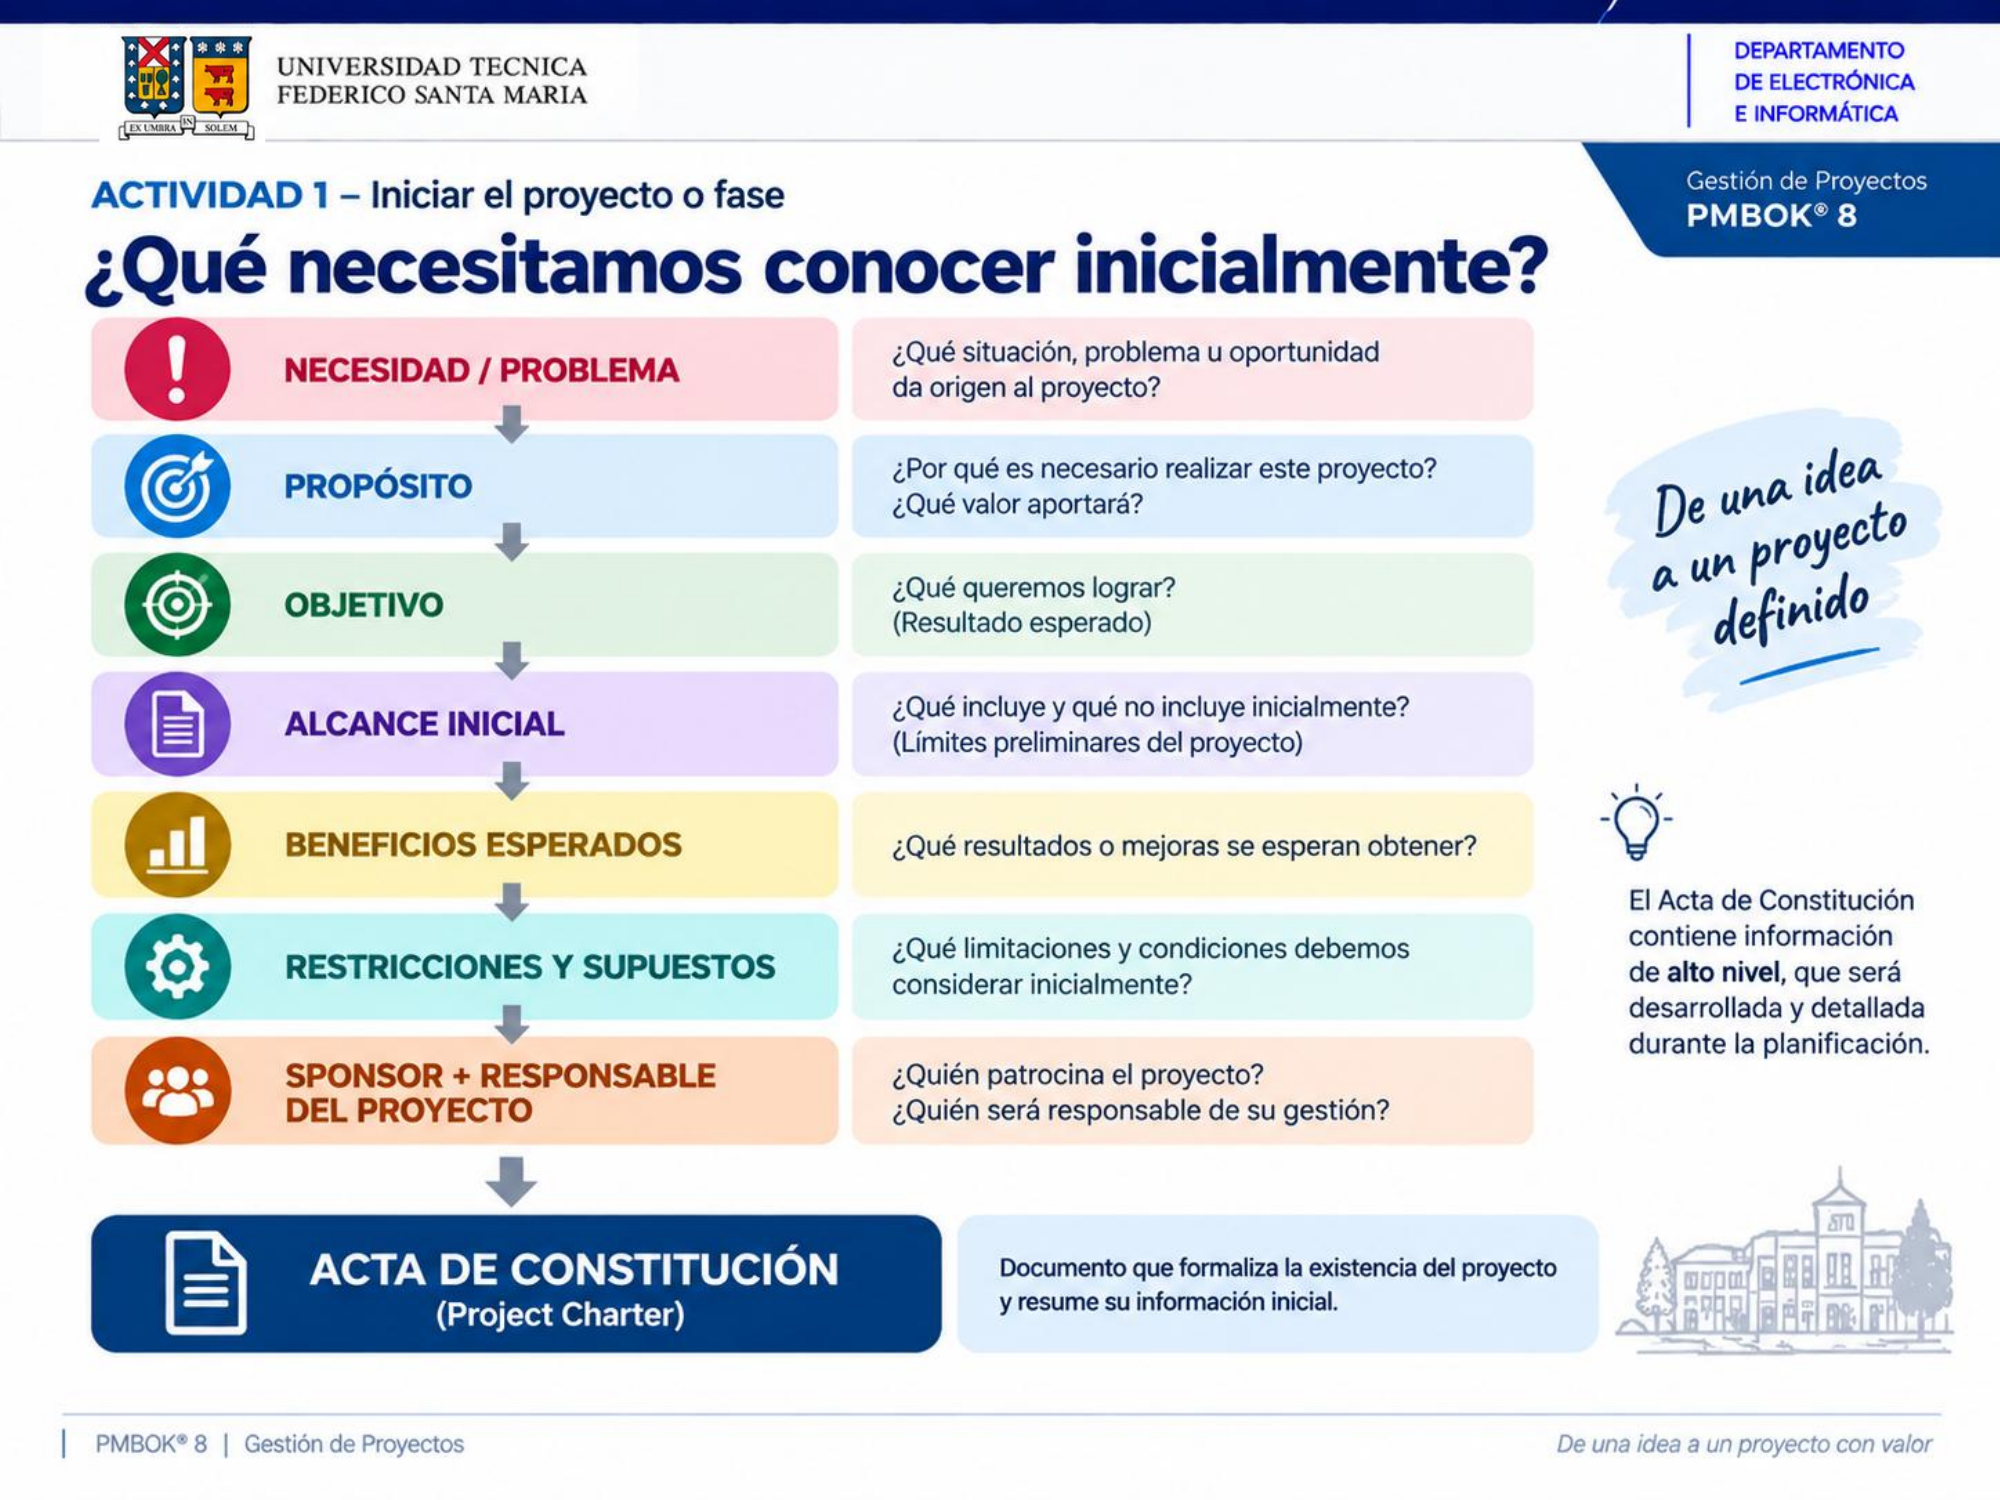 UNIVERSIDAD TECNICA
FEDERICO SANTA MARIA
EX UMBRA IN SOLEM
DEPARTAMENTO
DE ELECTRÓNICA
E INFORMÁTICA
Gestión de Proyectos
PMBOK® 8
ACTIVIDAD 1 – Iniciar el proyecto o fase
¿Qué necesitamos conocer inicialmente?
NECESIDAD / PROBLEMA
¿Qué situación, problema u oportunidad
da origen al proyecto?
PROPÓSITO
¿Por qué es necesario realizar este proyecto?
¿Qué valor aportará?
OBJETIVO
¿Qué queremos lograr?
(Resultado esperado)
ALCANCE INICIAL
¿Qué incluye y qué no incluye inicialmente?
(Límites preliminares del proyecto)
BENEFICIOS ESPERADOS
¿Qué resultados o mejoras se esperan obtener?
RESTRICCIONES Y SUPUESTOS
¿Qué limitaciones y condiciones debemos
considerar inicialmente?
SPONSOR + RESPONSABLE
DEL PROYECTO
¿Quién patrocina el proyecto?
¿Quién será responsable de su gestión?
ACTA DE CONSTITUCIÓN
(Project Charter)
Documento que formaliza la existencia del proyecto
y resume su información inicial.
De una idea
a un proyecto
definido
El Acta de Constitución
contiene información
de alto nivel, que será
desarrollada y detallada
durante la planificación.
PMBOK® 8 | Gestión de Proyectos
De una idea a un proyecto con valor